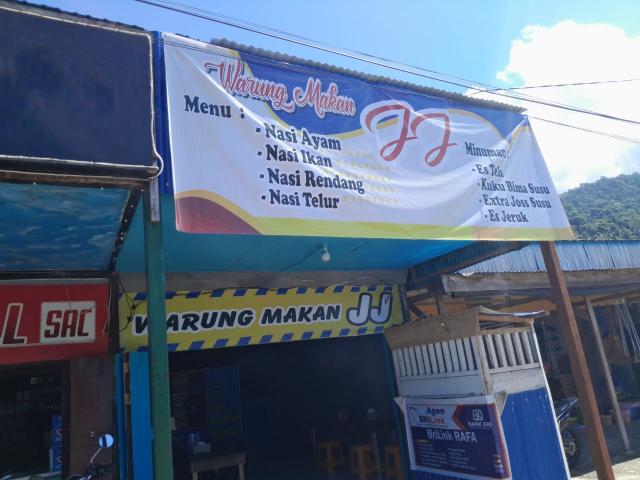 Warung Makan
JJ
Menu :
- Nasi Ayam
- Nasi Ikan
- Nasi Rendang
- Nasi Telur
Minuman :
- Es Teh
- Kuku Bima Susu
- Extra Joss Susu
- Es Jeruk
WARUNG MAKAN JJ
L SAC
Agen
BRILink
BANK BRI
BriLink RAFA